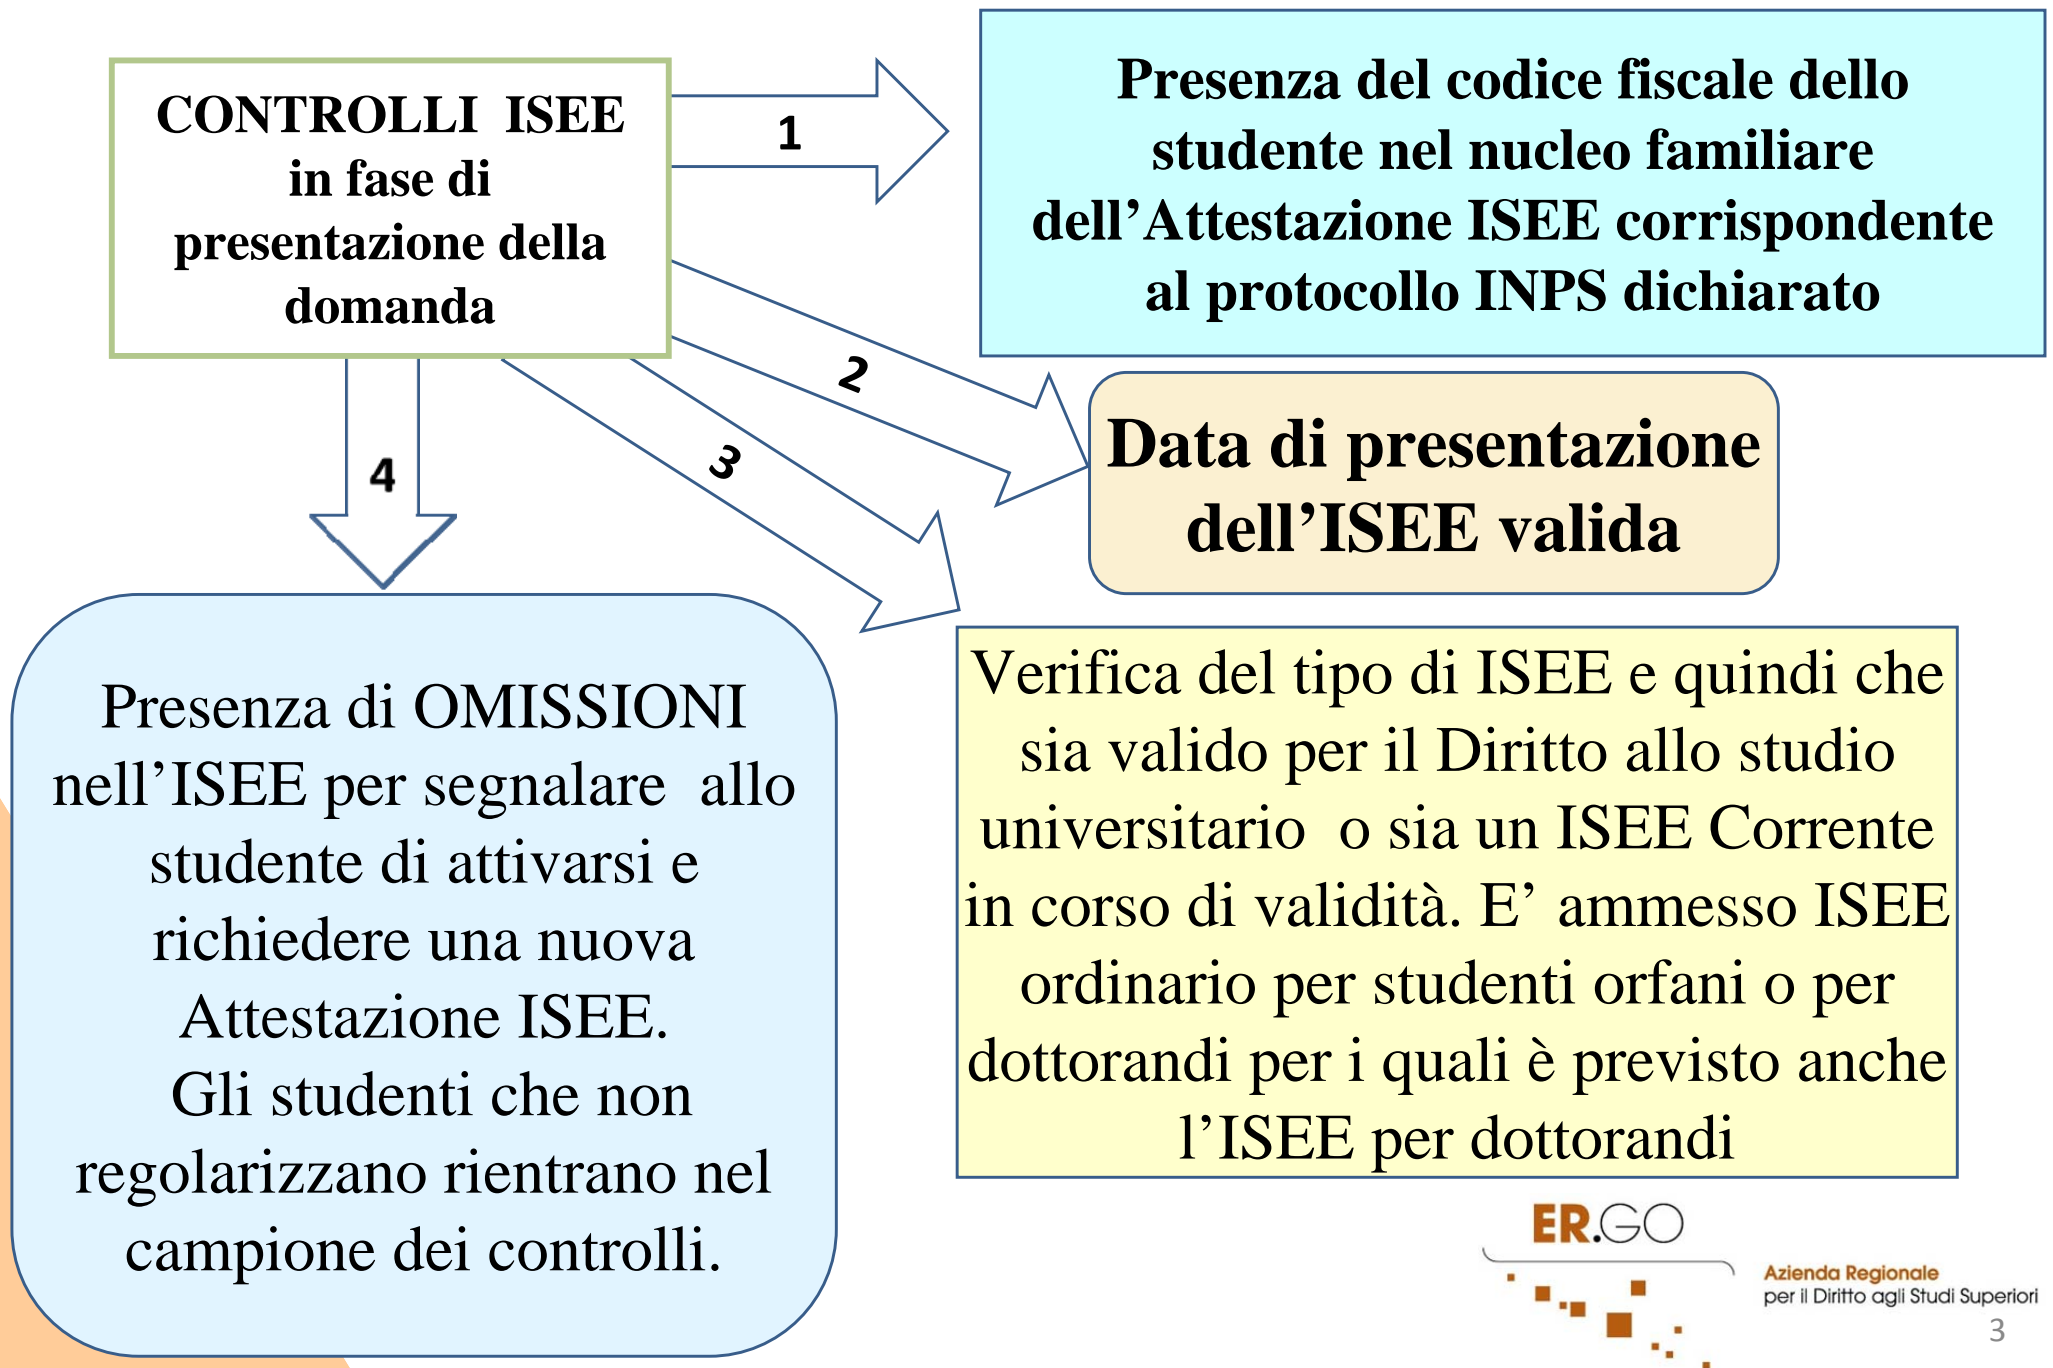 CONTROLLI  ISEE
in fase di
presentazione della
domanda
1
Presenza del codice fiscale dello
studente nel nucleo familiare
dell’Attestazione ISEE corrispondente
al protocollo INPS dichiarato
2
Data di presentazione
dell’ISEE valida
3
Verifica del tipo di ISEE e quindi che
sia valido per il Diritto allo studio
universitario  o sia un ISEE Corrente
in corso di validità. E’ ammesso ISEE
ordinario per studenti orfani o per
dottorandi per i quali è previsto anche
l’ISEE per dottorandi
4
Presenza di OMISSIONI
nell’ISEE per segnalare  allo
studente di attivarsi e
richiedere una nuova
Attestazione ISEE.
Gli studenti che non
regolarizzano rientrano nel
campione dei controlli.
ER.GO
Azienda Regionale
per il Diritto agli Studi Superiori
3